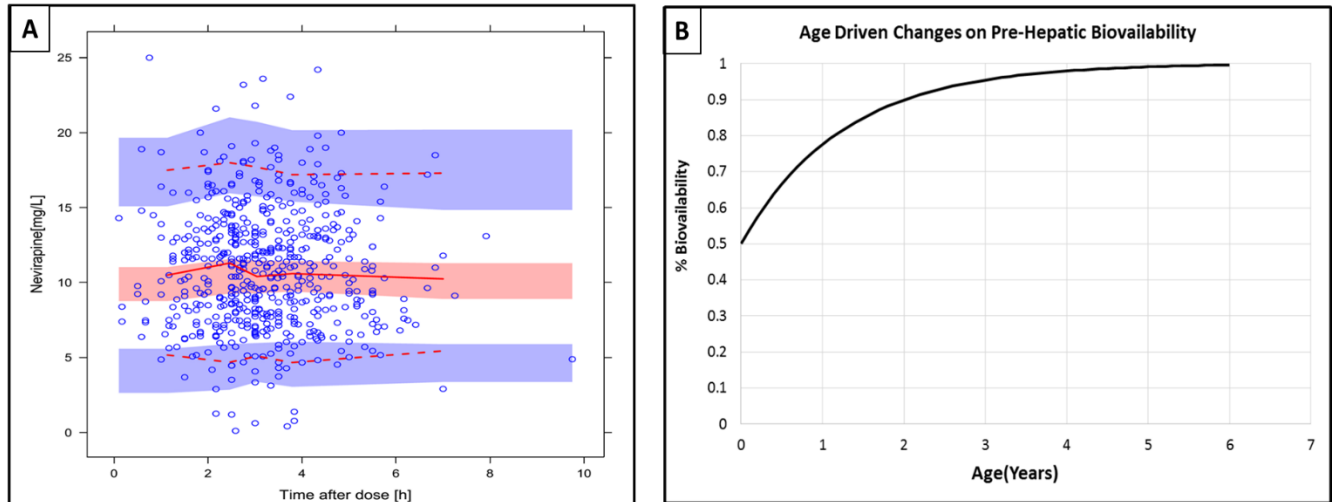 A
Nevirapine[mg/L]
25
20
15
10
5
0
0 2 4 6 8 10
Time after dose [h]
B
Age Driven Changes on Pre-Hepatic Biovailability
% Biovailability
1
0.9
0.8
0.7
0.6
0.5
0.4
0.3
0.2
0.1
0
0 1 2 3 4 5 6 7
Age(Years)